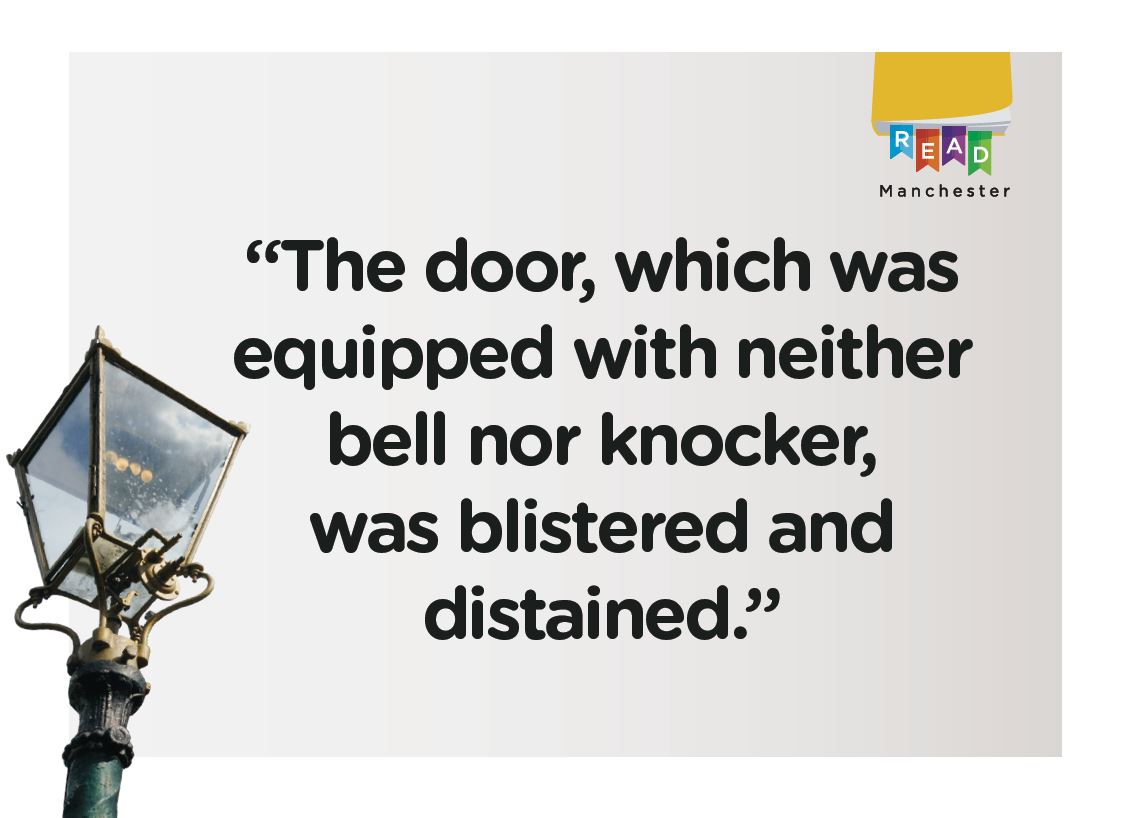 READ
Manchester
“The door, which was
equipped with neither
bell nor knocker,
was blistered and
distained.”